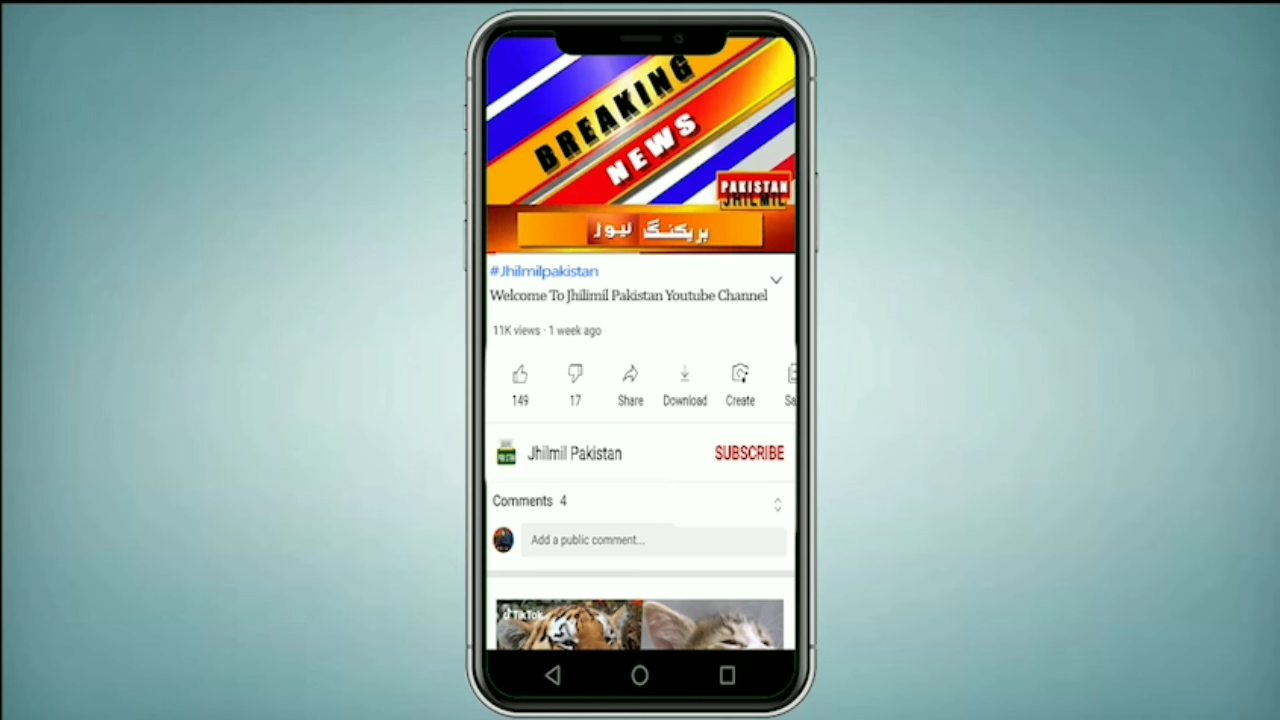 BREAKING
NEWS
PAKISTAN
JHILMIL
بریکنگ نیوز
#Jhilmilpakistan
Welcome To Jhilimil Pakistan Youtube Channel
11K views · 1 week ago
149 17 Share Download Create Sa
Jhilmil Pakistan SUBSCRIBE
Comments 4
Add a public comment...
TikTok